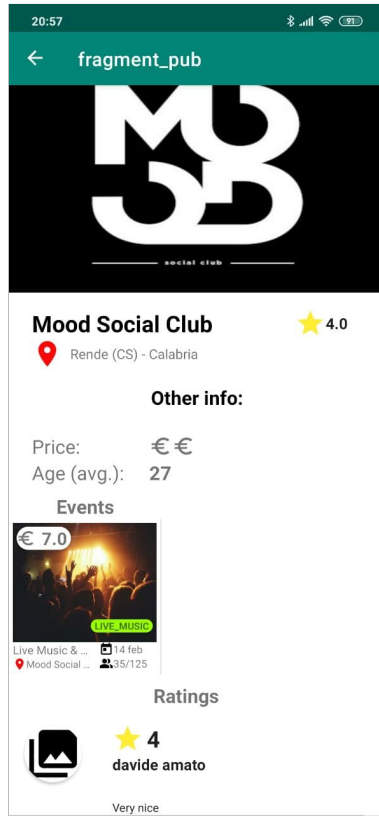 20:57
91
fragment_pub
MOOD
social club
Mood Social Club
4.0
Rende (CS) - Calabria
Other info:
Price: €€
Age (avg.): 27
Events
€ 7.0
LIVE_MUSIC
Live Music & ... 14 feb
Mood Social ... 35/125
Ratings
4
davide amato
Very nice